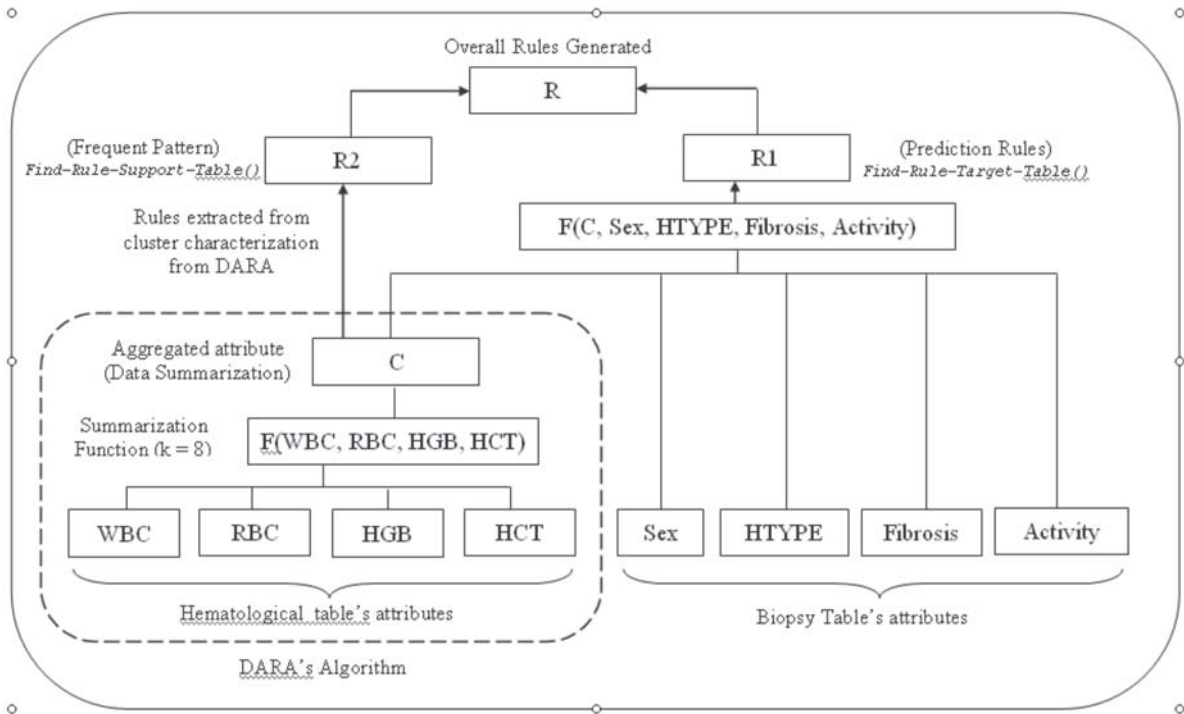 Overall Rules Generated
R
(Frequent Pattern)
Find-Rule-Support-Table()
R2
R1
(Prediction Rules)
Find-Rule-Target-Table()
Rules extracted from
cluster characterization
from DARA
F(C, Sex, HTYPE, Fibrosis, Activity)
Aggregated attribute
(Data Summarization)
C
Summarization
Function (k = 8)
F(WBC, RBC, HGB, HCT)
WBC
RBC
HGB
HCT
Sex
HTYPE
Fibrosis
Activity
Hematological table's attributes
Biopsy Table's attributes
DARA's Algorithm